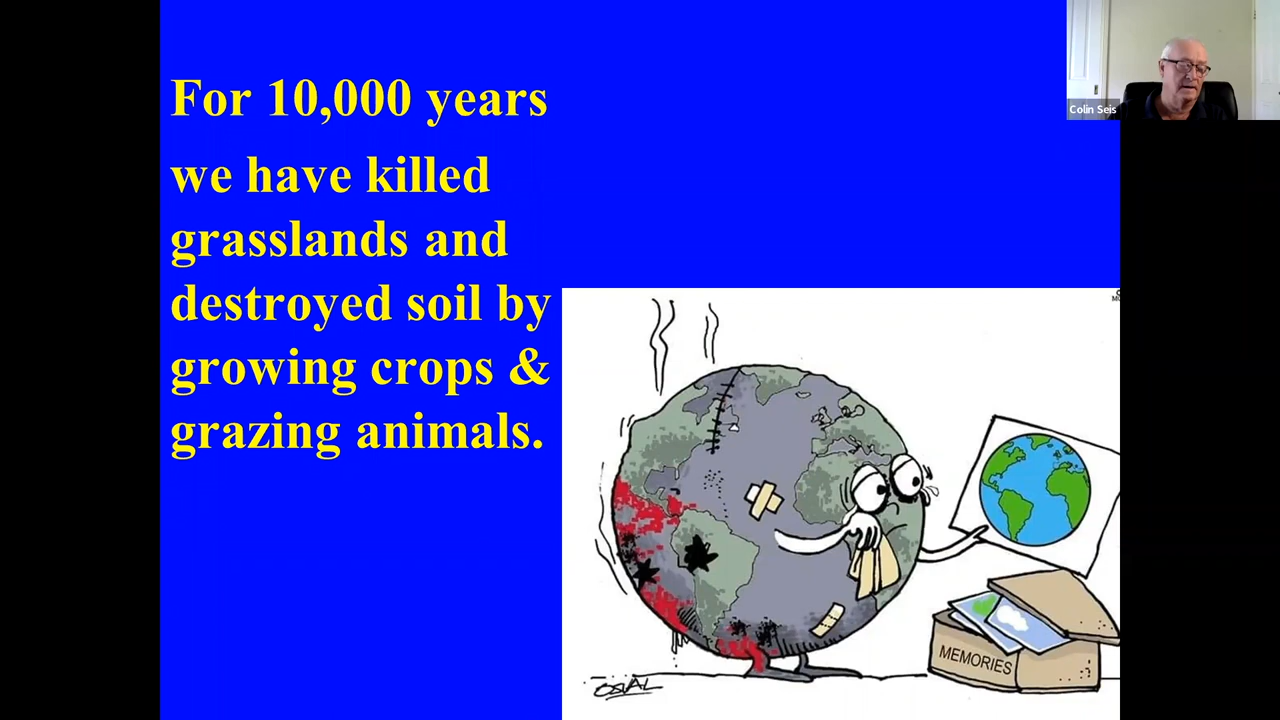 For 10,000 years
we have killed
grasslands and
destroyed soil by
growing crops &
grazing animals.
Colin Seis
MEMORIES